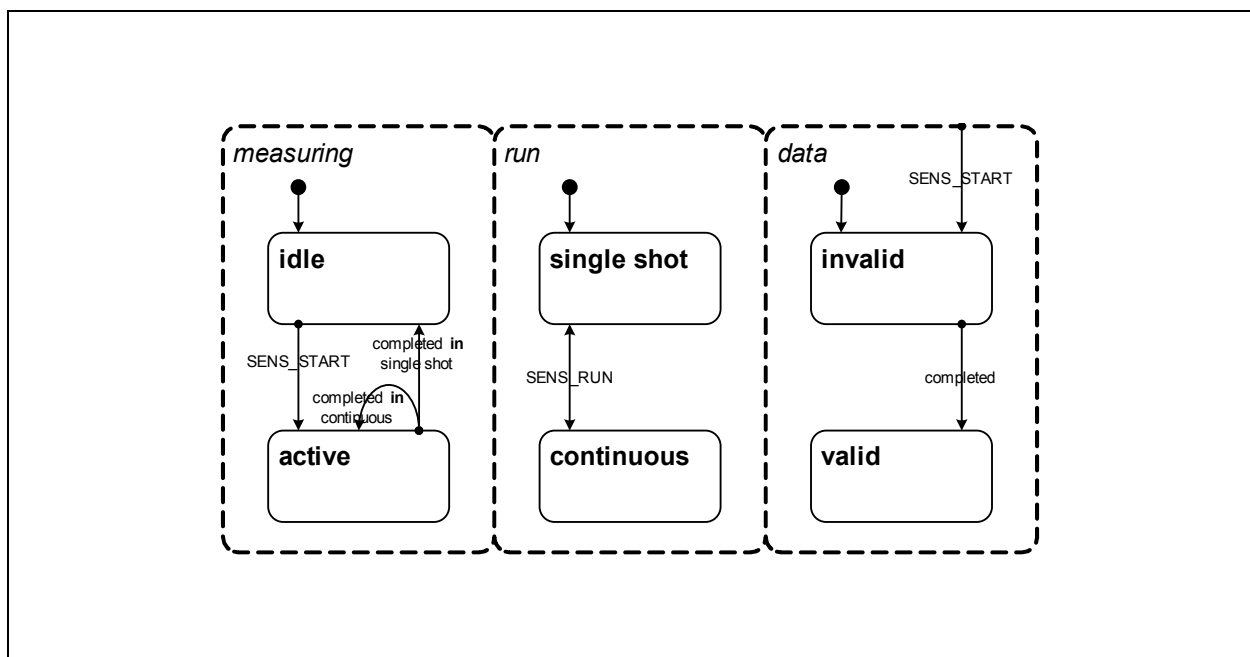 measuring
idle
SENS_START
completed in
single shot
completed in
continuous
active
run
single shot
SENS_RUN
continuous
data
SENS_START
invalid
completed
valid